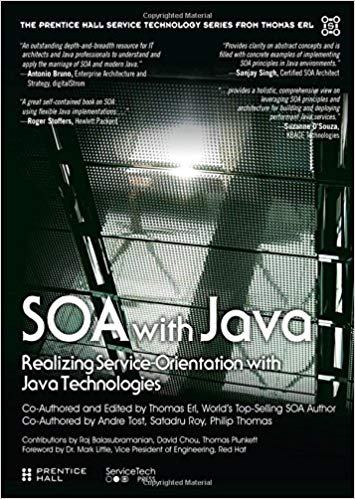 THE PRENTICE HALL SERVICE TECHNOLOGY SERIES FROM THOMAS ERL
"An outstanding depth-and-breadth resource for IT
architects and Java professionals to understand and
apply the marriage of SOA and modern Java."
—Antonio Bruno, Enterprise Architecture and
Strategy, digitalStrom
"A great self-contained book on SOA
using flexible Java implementations..."
—Roger Stoffers, Hewlett Packard
"Provides clarity on abstract concepts and is
filled with concrete examples of implementing
SOA principles in Java environments."
—Sanjay Singh, Certified SOA Architect
"... provides a holistic, comprehensive view on
leveraging SOA principles and
architecture for building and deploying
performant Java services."
—Suzanne D'Souza,
KBACE Technologies
SOA with Java
Realizing Service-Orientation with
Java Technologies
Co-Authored and Edited by Thomas Erl, World's Top-Selling SOA Author
Co-Authored by Andre Tost, Satadru Roy, Philip Thomas
Contributions by Raj Balasubramanian, David Chou, Thomas Plunkett
Foreword by Dr. Mark Little, Vice President of Engineering, Red Hat
PRENTICE
HALL
ServiceTech
PRESS
Copyrighted Material
Copyrighted Material